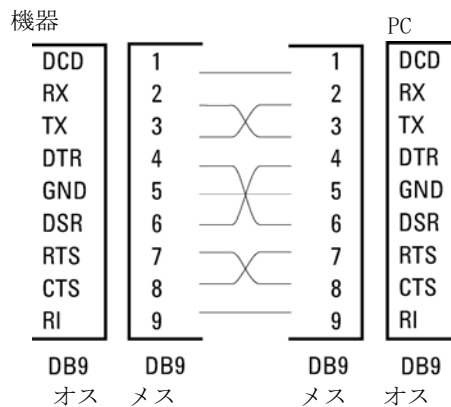 機器 PC
DCD 1 1 DCD
RX 2 2 RX
TX 3 3 TX
DTR 4 4 DTR
GND 5 5 GND
DSR 6 6 DSR
RTS 7 7 RTS
CTS 8 8 CTS
RI 9 9 RI
DB9 DB9 DB9 DB9
オス メス メス オス